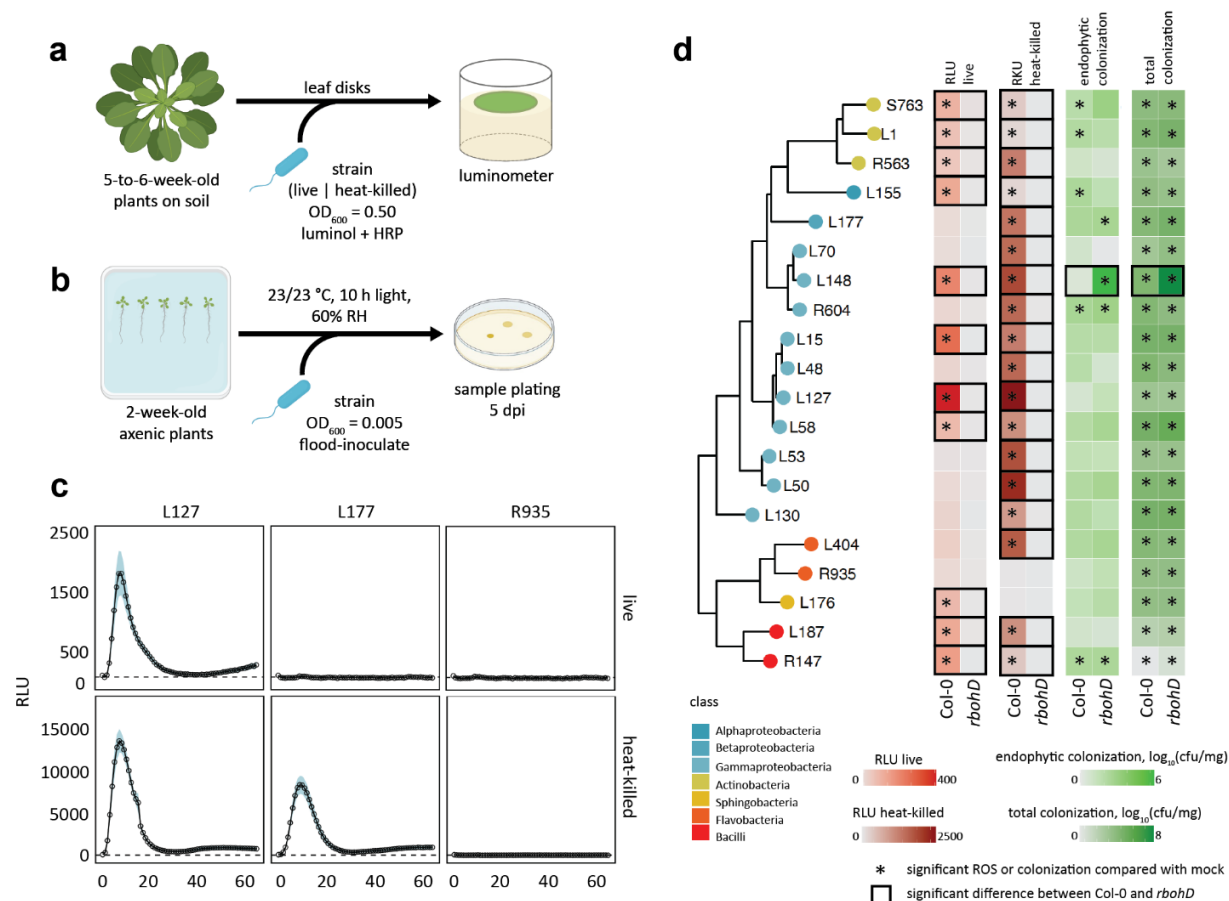 a
5-to-6-week-old
plants on soil
leaf disks
strain
(live | heat-killed)
OD600 = 0.50
luminol + HRP
luminometer
b
2-week-old
axenic plants
23/23 °C, 10 h light,
60% RH
strain
OD600 = 0.005
flood-inoculate
sample plating
5 dpi
c
L127
L177
R935
2500
1500
500
0
live
RLU
15000
10000
5000
0
heat-killed
0 20 40 60
0 20 40 60
0 20 40 60
d
RLU
live
RKU
heat-killed
endophytic
colonization
total
colonization
S763
L1
R563
L155
L177
L70
L148
R604
L15
L48
L127
L58
L53
L50
L130
L404
R935
L176
L187
R147
Col-0
rbohD
Col-0
rbohD
Col-0
rbohD
Col-0
rbohD
class
Alphaproteobacteria
Betaproteobacteria
Gammaproteobacteria
Actinobacteria
Sphingobacteria
Flavobacteria
Bacilli
RLU live
0 400
RLU heat-killed
0 2500
endophytic colonization, log10(cfu/mg)
0 6
total colonization, log10(cfu/mg)
0 8
* significant ROS or colonization compared with mock
significant difference between Col-0 and rbohD